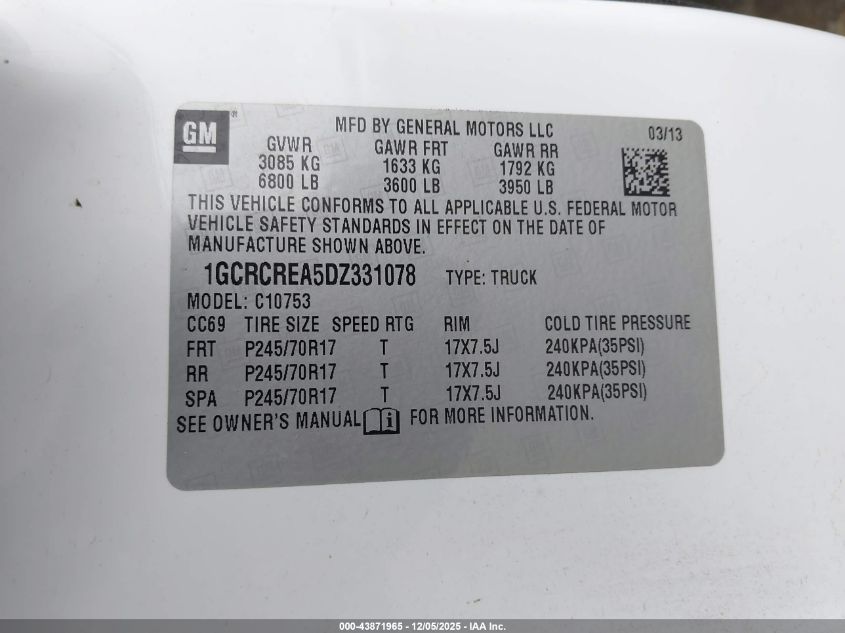 GM ®
MFD BY GENERAL MOTORS LLC 03/13
GVWR GAWR FRT GAWR RR
3085 KG 1633 KG 1792 KG
6800 LB 3600 LB 3950 LB
THIS VEHICLE CONFORMS TO ALL APPLICABLE U.S. FEDERAL MOTOR
VEHICLE SAFETY STANDARDS IN EFFECT ON THE DATE OF
MANUFACTURE SHOWN ABOVE.
1GCRCREA5DZ331078 TYPE: TRUCK
MODEL: C10753
CC69 TIRE SIZE SPEED RTG RIM COLD TIRE PRESSURE
FRT P245/70R17 T 17X7.5J 240KPA(35PSI)
RR P245/70R17 T 17X7.5J 240KPA(35PSI)
SPA P245/70R17 T 17X7.5J 240KPA(35PSI)
SEE OWNER'S MANUAL i FOR MORE INFORMATION.
000-43871965 - 12/05/2025 - IAA Inc.